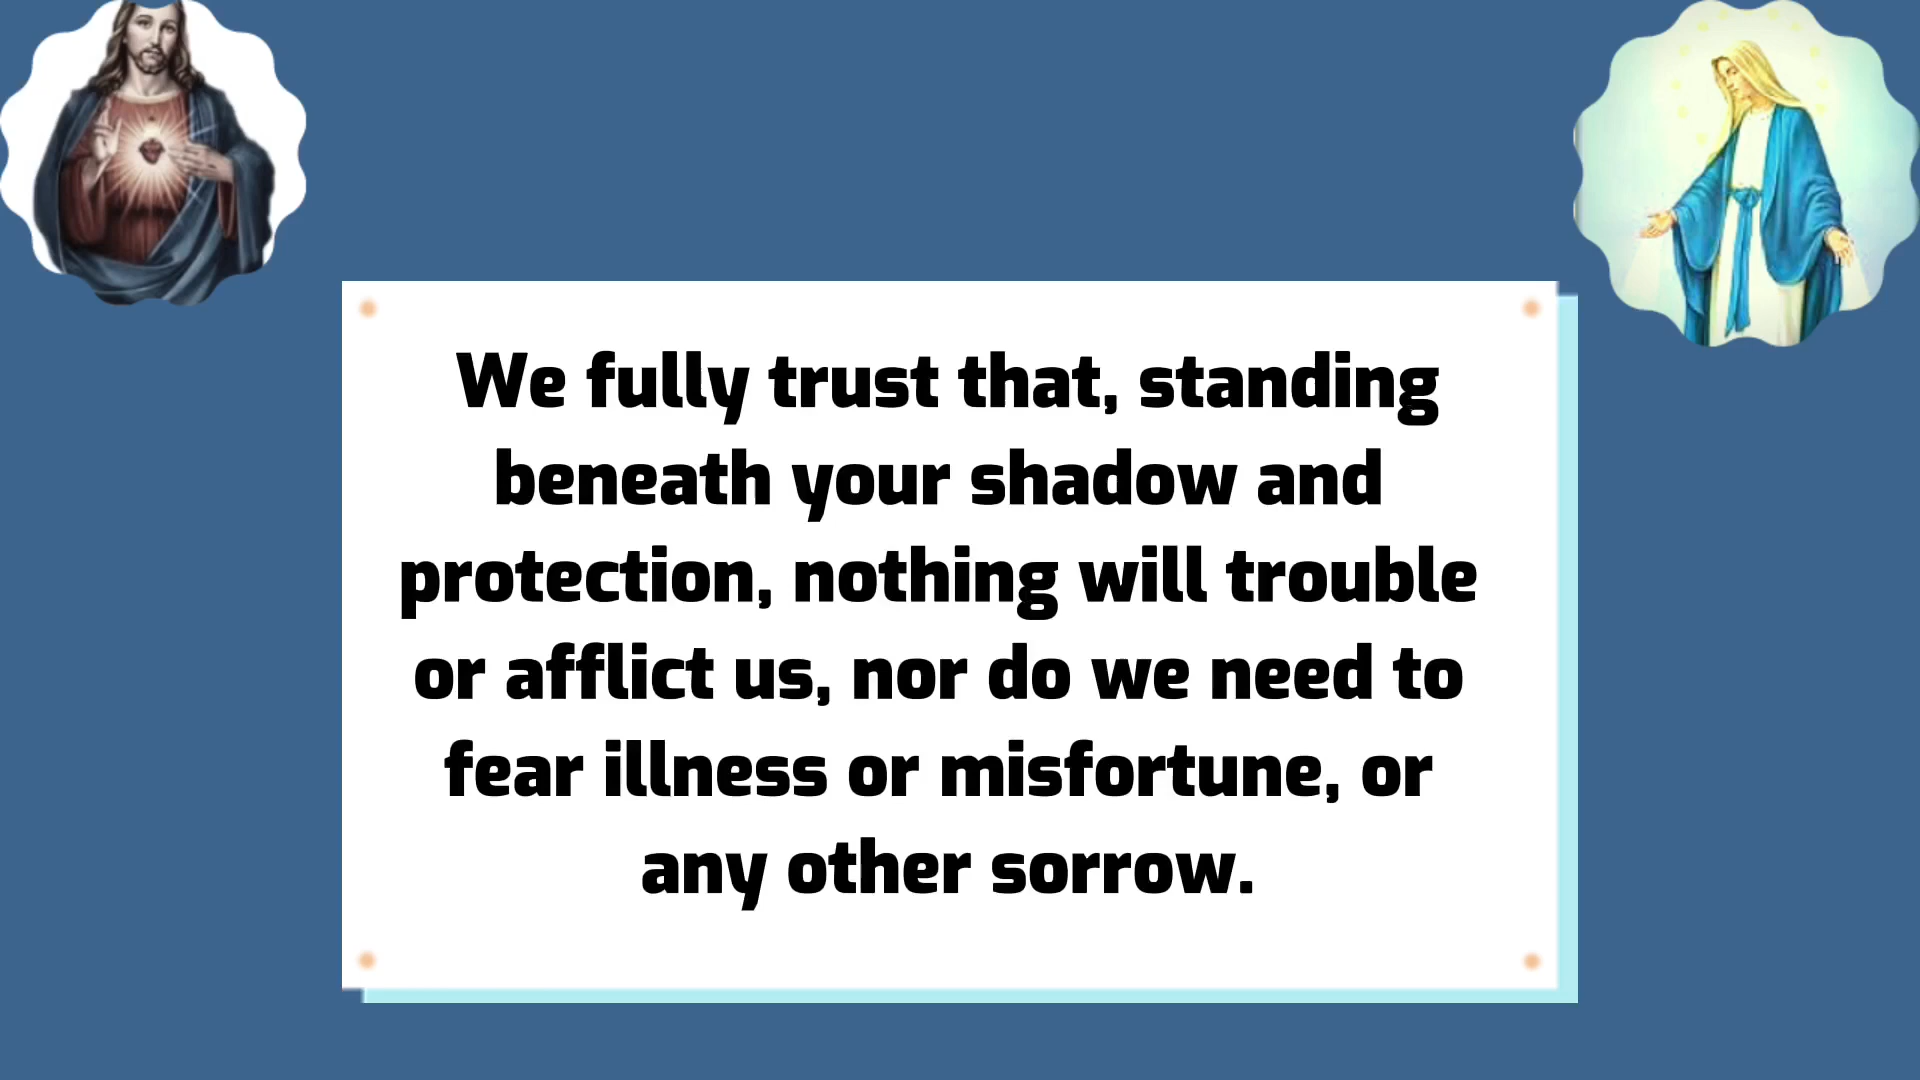 We fully trust that, standing
beneath your shadow and
protection, nothing will trouble
or afflict us, nor do we need to
fear illness or misfortune, or
any other sorrow.